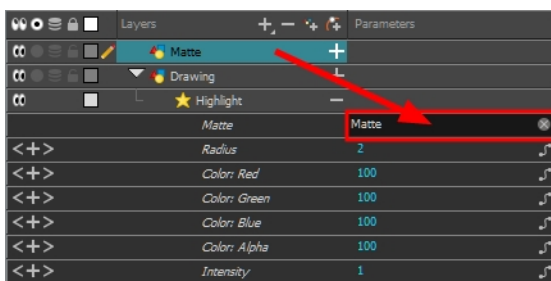 Layers Parameters
Matte
Drawing
Highlight
Matte Matte
Radius 2
Color: Red 100
Color: Green 100
Color: Blue 100
Color: Alpha 100
Intensity 1